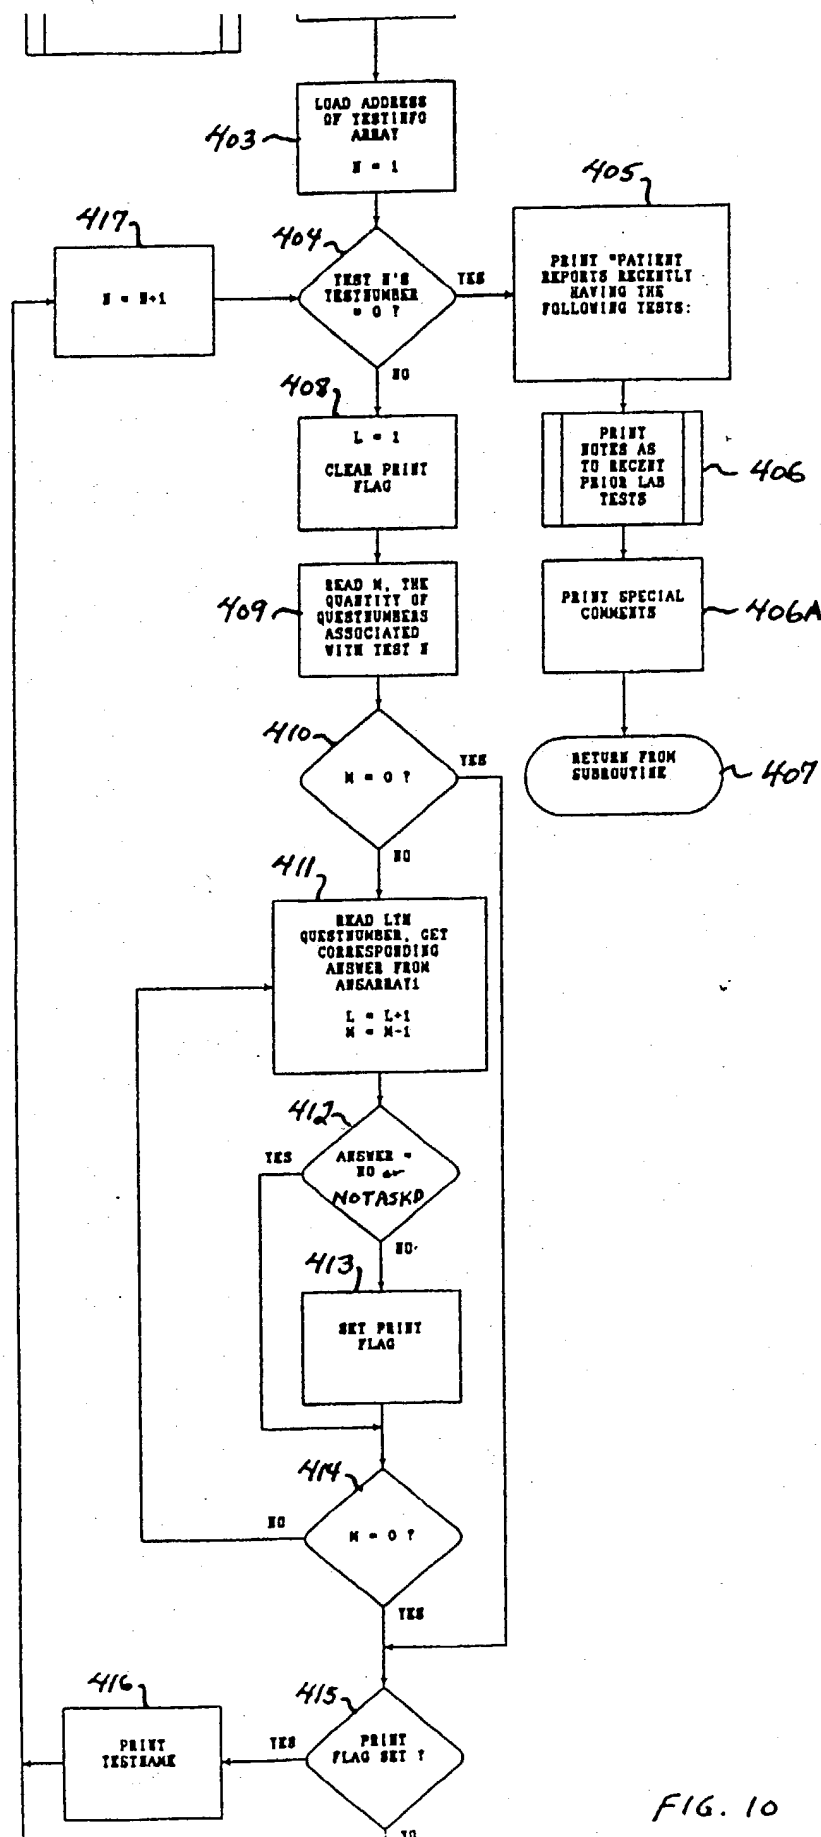 LOAD ADDRESS
OF TESTINFO
ARRAY
N = 1
403
405
417
404
N = N+1
TEST N'S
TESTNUMBER
= 0 ?
YES
PRINT "PATIENT
REPORTS RECENTLY
HAVING THE
FOLLOWING TESTS:
NO
408
L = 1
CLEAR PRINT
FLAG
PRINT
NOTES AS
TO RECENT
PRIOR LAB
TESTS
406
409
READ M, THE
QUANTITY OF
QUESTNUMBERS
ASSOCIATED
WITH TEST N
PRINT SPECIAL
COMMENTS
406A
410
M = 0 ?
YES
RETURN FROM
SUBROUTINE
407
NO
411
READ LTH
QUESTNUMBER, GET
CORRESPONDING
ANSWER FROM
ANSARRAY1
L = L+1
M = M-1
412
YES
ANSWER =
NO or
NOTASKD
NO
413
SET PRINT
FLAG
414
NO
M = 0 ?
YES
416
415
PRINT
TESTNAME
YES
PRINT
FLAG SET ?
NO
FIG. 10